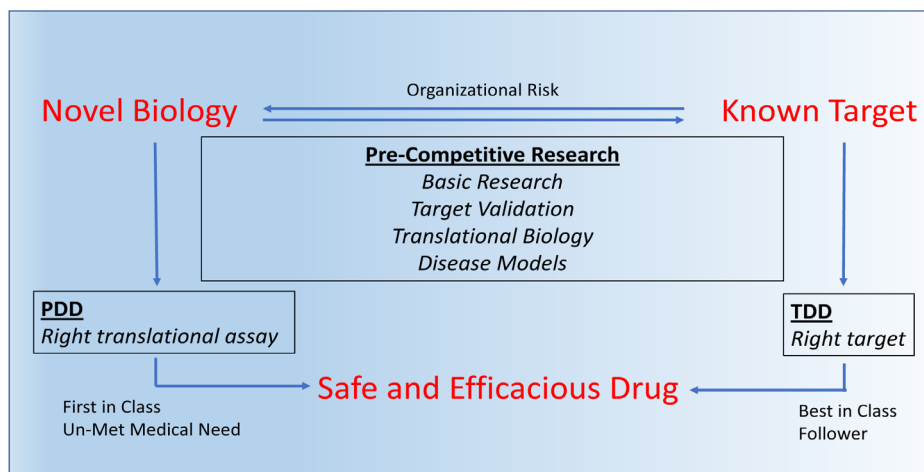 Organizational Risk
Novel Biology
Known Target
Pre-Competitive Research
Basic Research
Target Validation
Translational Biology
Disease Models
PDD
Right translational assay
TDD
Right target
Safe and Efficacious Drug
First in Class
Un-Met Medical Need
Best in Class
Follower